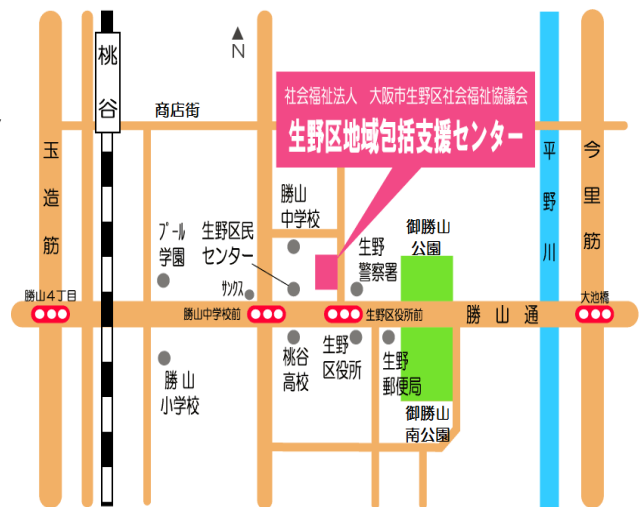 桃谷
N
商店街
社会福祉法人　大阪市生野区社会福祉協議会
生野区地域包括支援センター
玉造筋
平野川
今里筋
勝山
中学校
プール
学園
生野区民
センター
生野
警察署
御勝山
公園
サンクス
勝山4丁目
勝山中学校前
生野区役所前
勝山通
大池橋
勝山
小学校
桃谷
高校
生野
区役所
生野
郵便局
御勝山
南公園